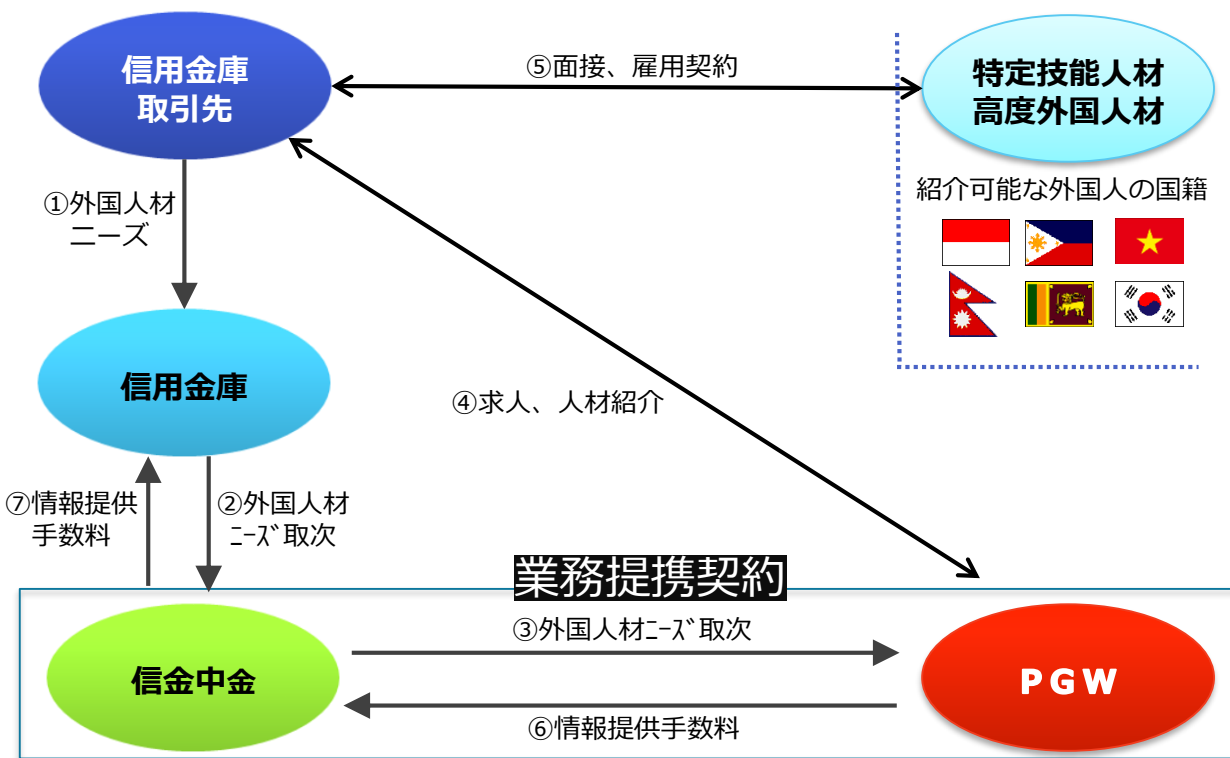 信用金庫
取引先
⑤面接、雇用契約
特定技能人材
高度外国人材
紹介可能な外国人の国籍
①外国人材
ニーズ
信用金庫
④求人、人材紹介
⑦情報提供
手数料
②外国人材
ﾆｰｽﾞ取次
業務提携契約
③外国人材ﾆｰｽﾞ取次
信金中金
PGW
⑥情報提供手数料